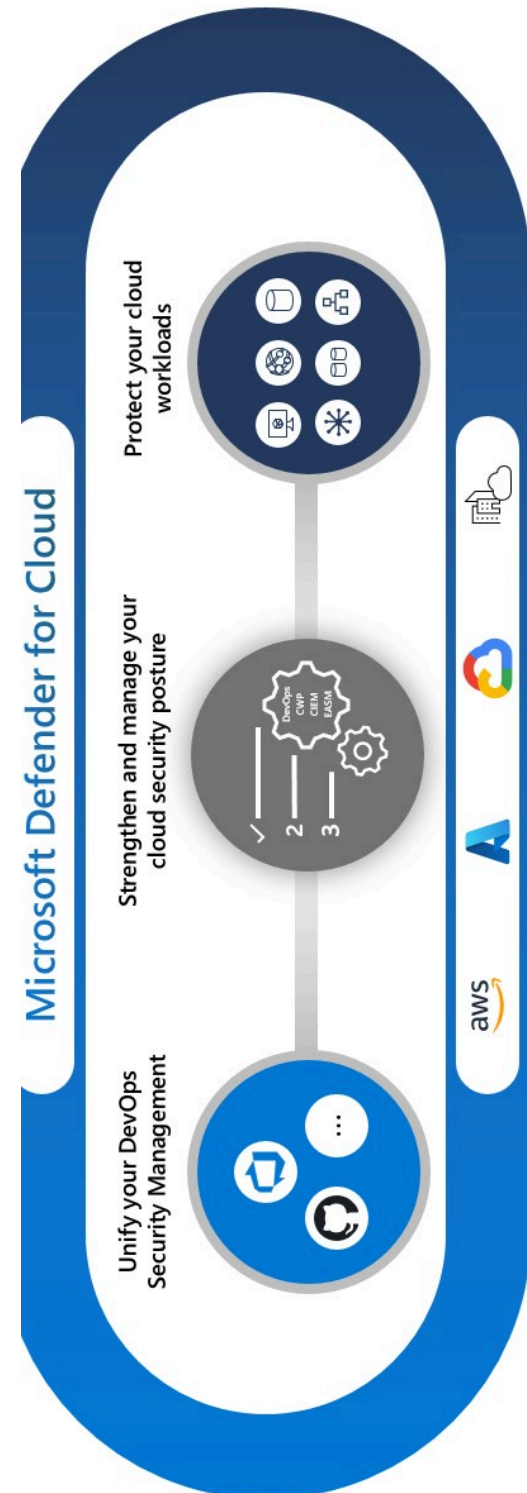 Microsoft Defender for Cloud
Unify your DevOps
Security Management
Strengthen and manage your
cloud security posture
Protect your cloud
workloads
2
3
DevOps
CWP
CIEM
EASM
...
aws